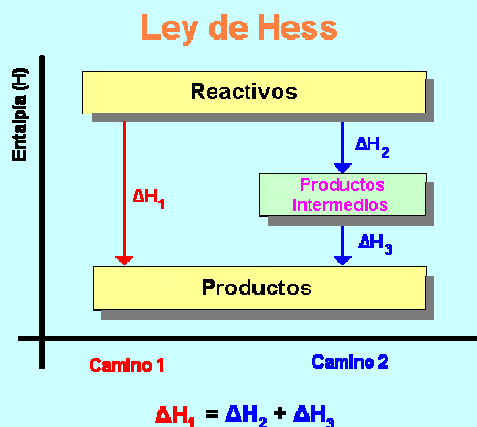 Ley de Hess
Entalpía (H)
Reactivos
ΔH₂
Productos
Intermedios
ΔH₁
ΔH₃
Productos
Camino 1
Camino 2
ΔH₁ = ΔH₂ + ΔH₃